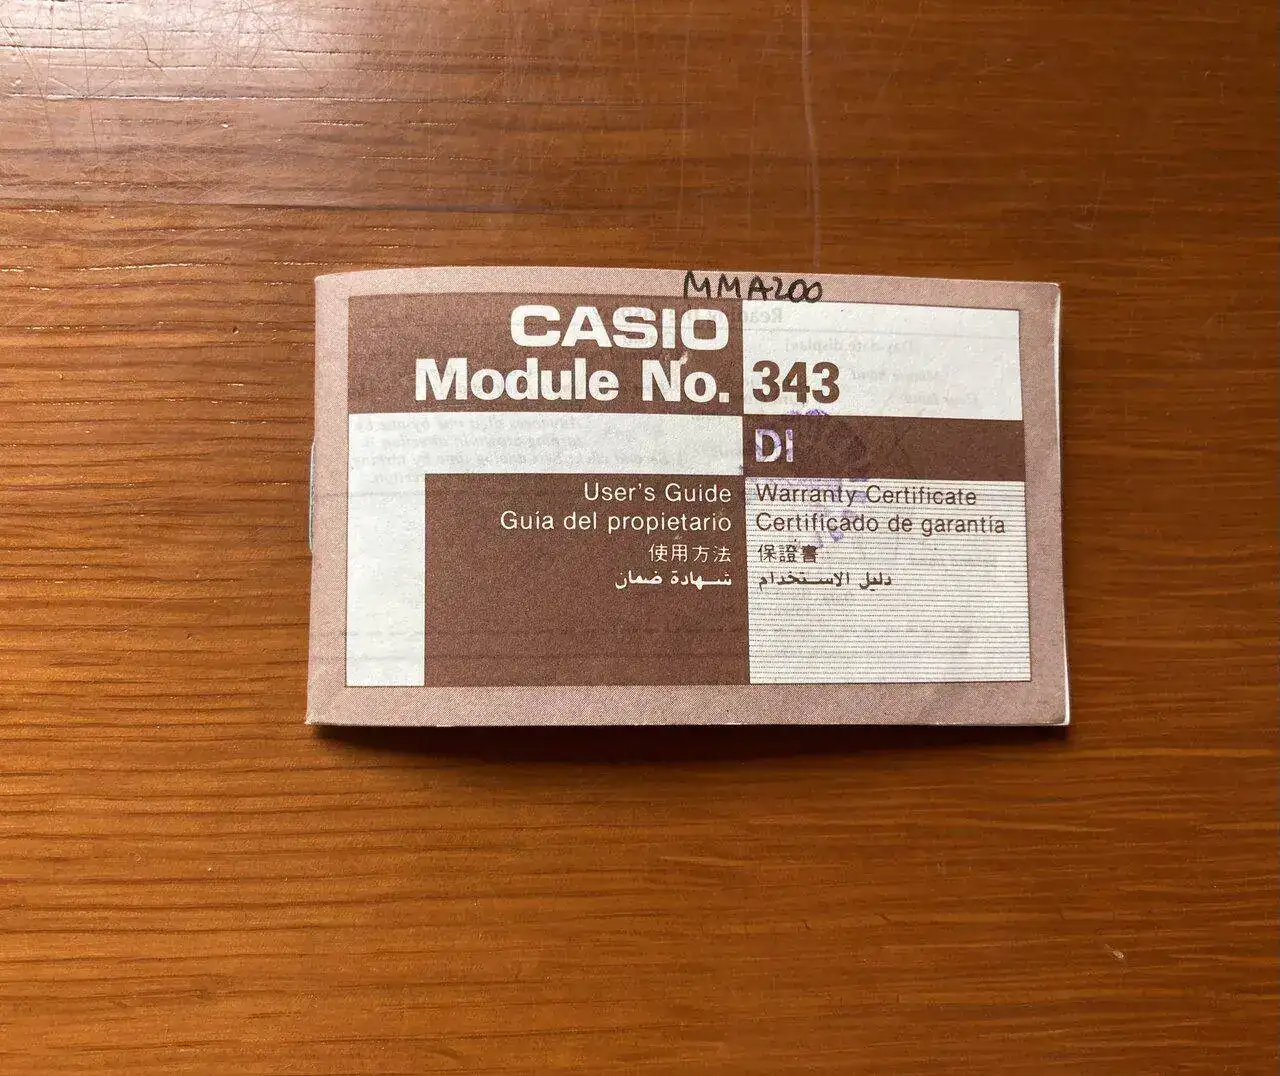 MMA200
CASIO
Module No. 343
DI
User's Guide Warranty Certificate
Guia del propietario Certificado de garantia
使用方法 保證書
شهادة ضمان دليل الاستخدام